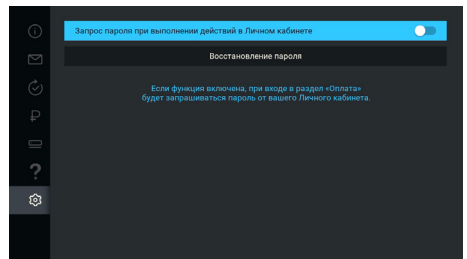 Запрос пароля при выполнении действий в Личном кабинете
Восстановление пароля
Если функция включена, при входе в раздел «Оплата»
будет запрашиваться пароль от вашего Личного кабинета.